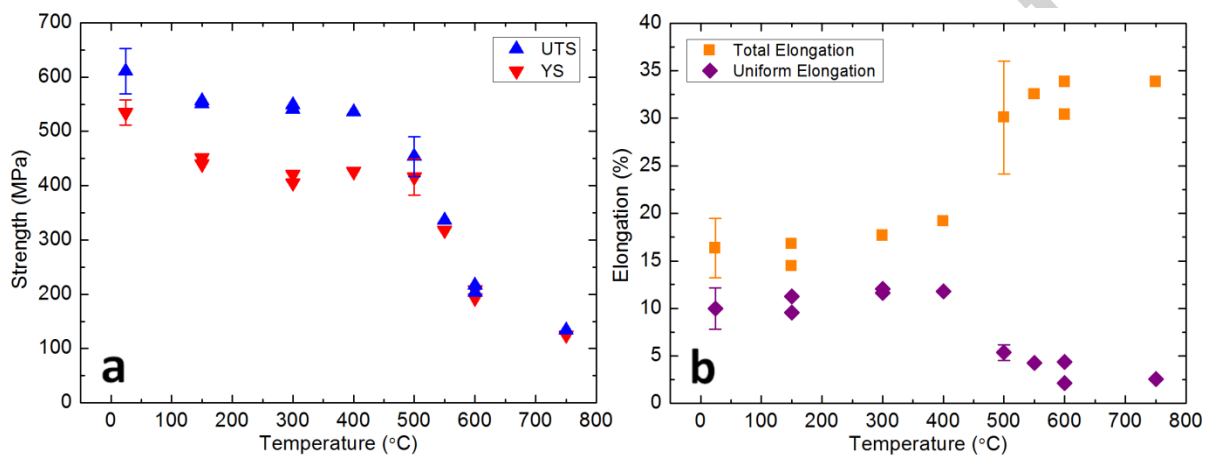 700
600
500
400
300
200
100
0
Strength (MPa)
UTS
YS
a
0 100 200 300 400 500 600 700 800
Temperature (°C)
40
35
30
25
20
15
10
5
0
Elongation (%)
Total Elongation
Uniform Elongation
b
0 100 200 300 400 500 600 700 800
Temperature (°C)